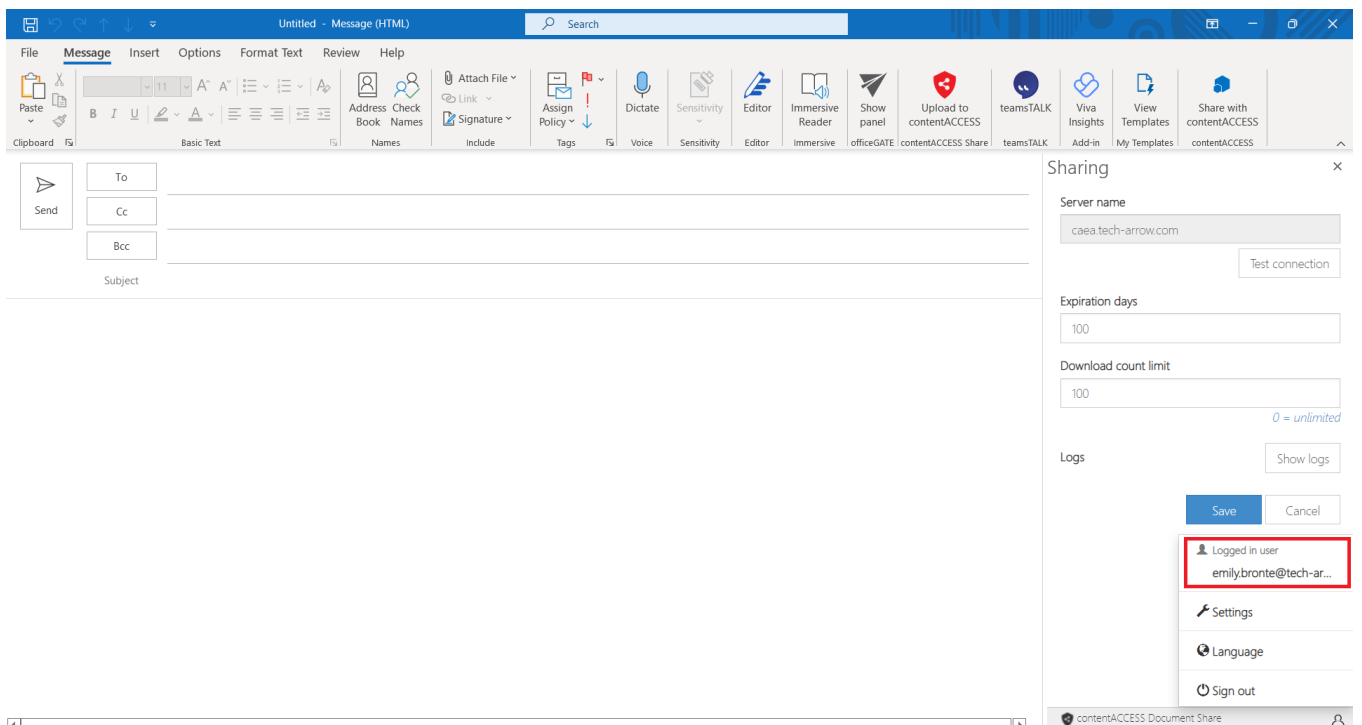 Untitled - Message (HTML)
Search
File Message Insert Options Format Text Review Help
Paste
11
B I U A
Address Book
Check Names
Attach File
Link
Signature
Assign Policy
Dictate
Sensitivity
Editor
Immersive Reader
Show panel
Upload to contentACCESS
teamsTALK
Viva Insights
View Templates
Share with contentACCESS
Clipboard Basic Text Names Include Tags Voice Sensitivity Editor Immersive officeGATE contentACCESS Share teamsTALK Add-in My Templates contentACCESS
Send
To
Cc
Bcc
Subject
Sharing
Server name
caea.tech-arrow.com
Test connection
Expiration days
100
Download count limit
100
0 = unlimited
Logs
Show logs
Save Cancel
Logged in user
emily.bronte@tech-ar...
Settings
Language
Sign out
contentACCESS Document Share